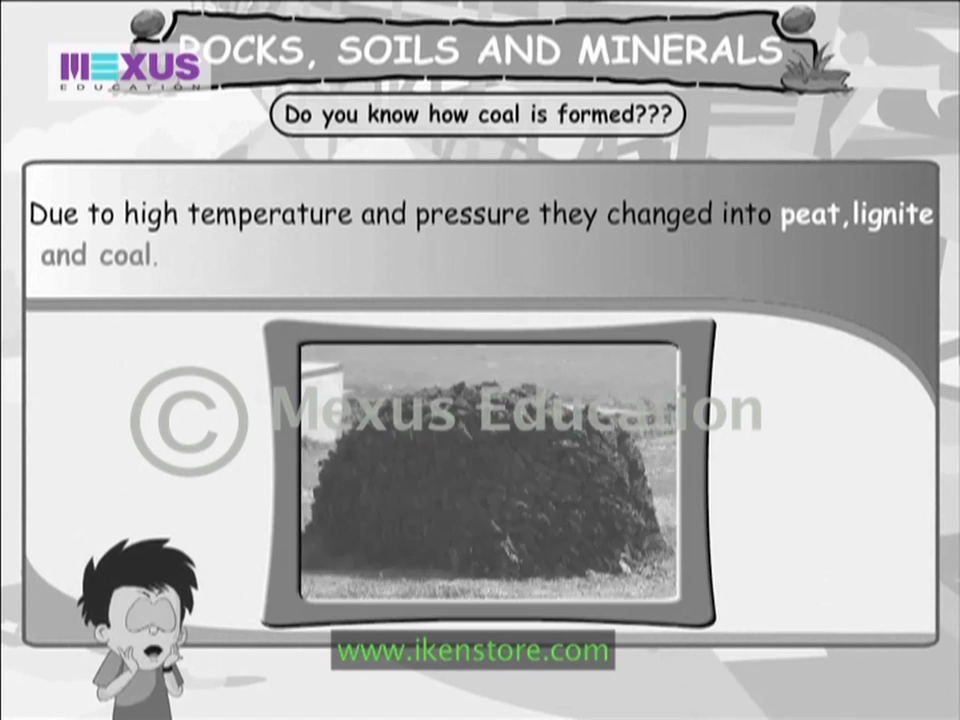 ROCKS, SOILS AND MINERALS
MEXUS
EDUCATION
Do you know how coal is formed???
Due to high temperature and pressure they changed into peat, lignite
and coal.
© Mexus Education
www.ikenstore.com